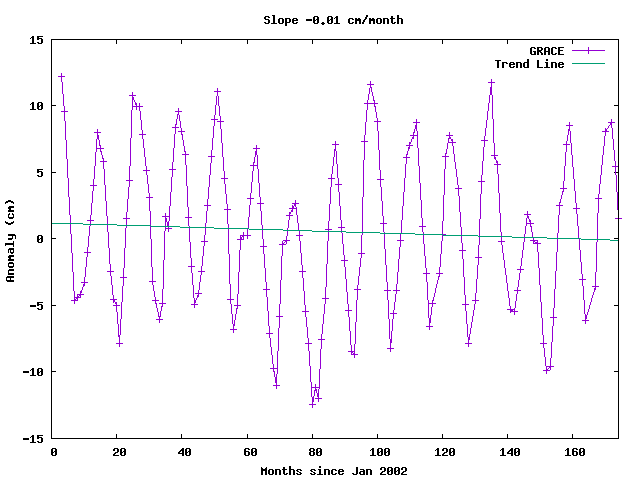 Slope -0.01 cm/month
GRACE
Trend Line
15
10
5
0
-5
-10
-15
Anomaly (cm)
0 20 40 60 80 100 120 140 160
Months since Jan 2002